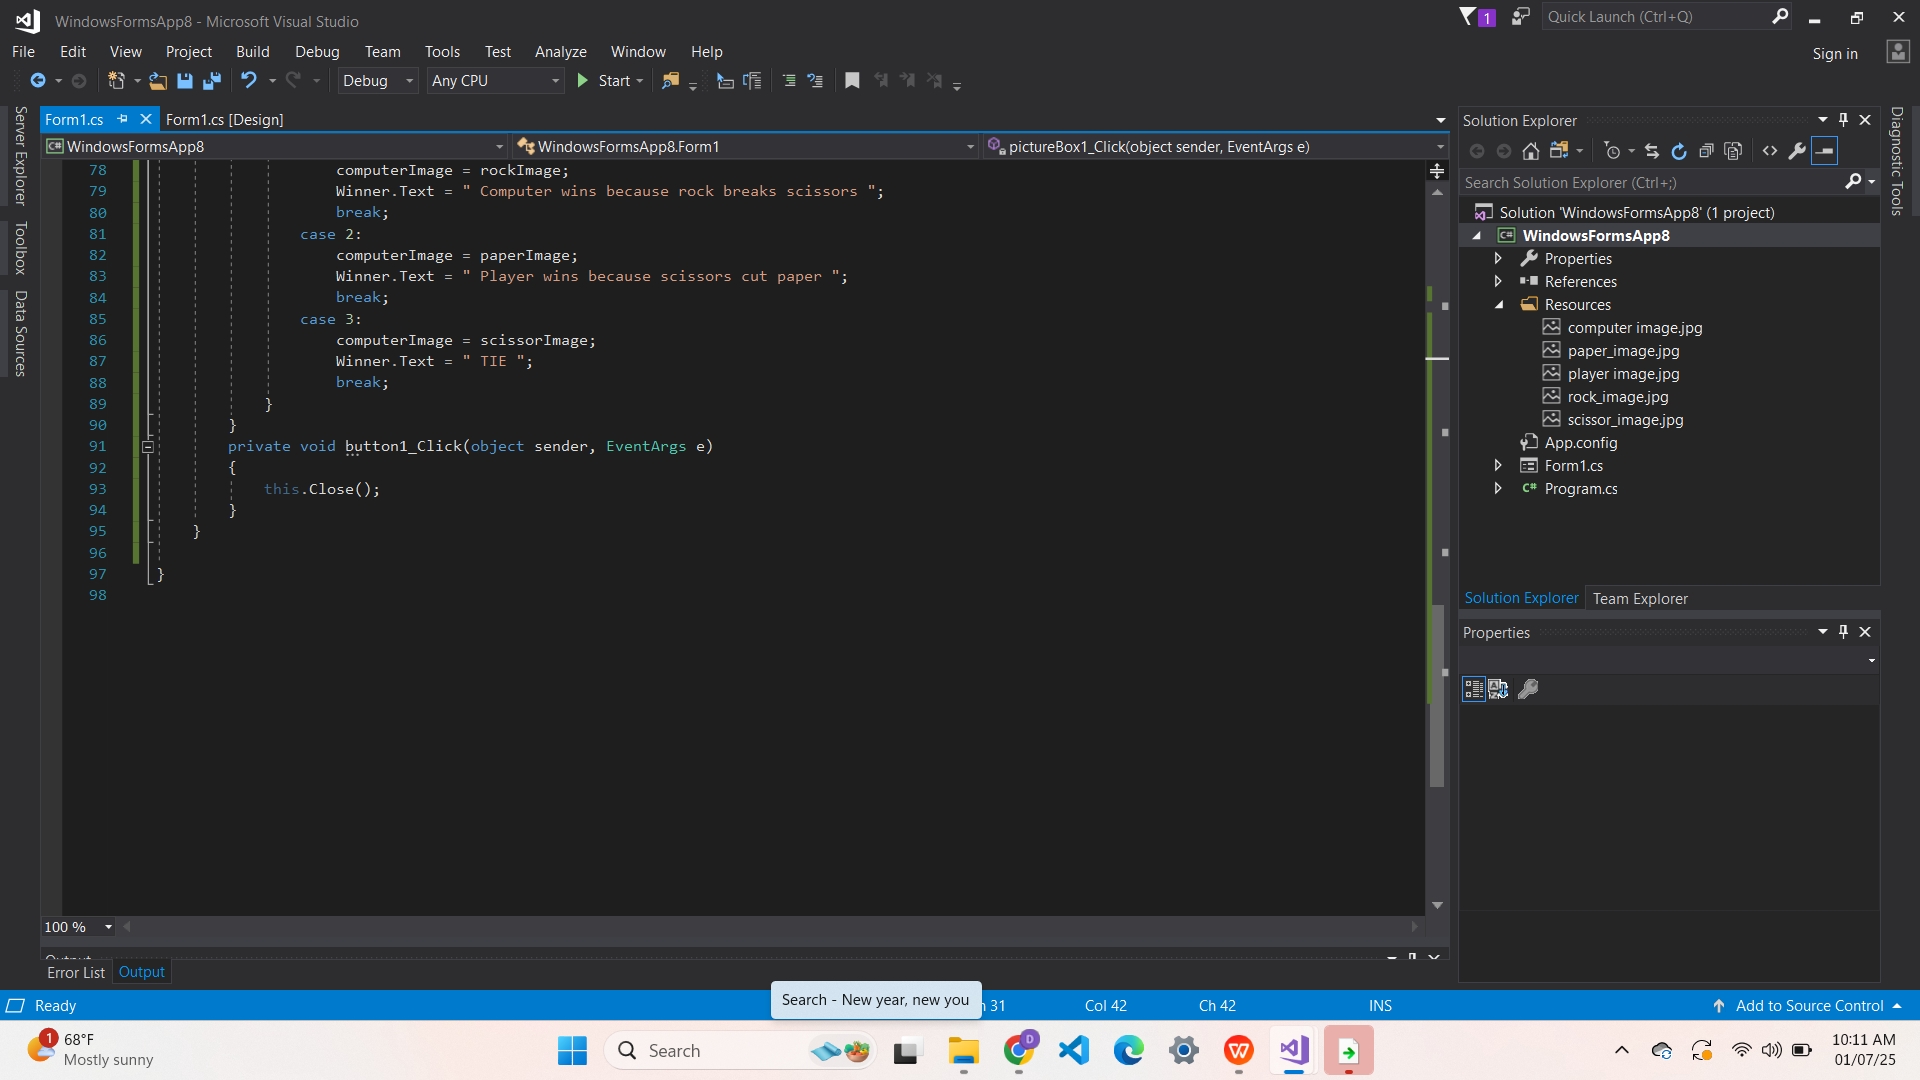 WindowsFormsApp8 - Microsoft Visual Studio
1
Quick Launch (Ctrl+Q)
File Edit View Project Build Debug Team Tools Test Analyze Window Help
Sign in
Debug Any CPU Start
Server Explorer
Toolbox
Data Sources
Form1.cs Form1.cs [Design]
C# WindowsFormsApp8 WindowsFormsApp8.Form1 pictureBox1_Click(object sender, EventArgs e)
78 computerImage = rockImage;
79 Winner.Text = " Computer wins because rock breaks scissors ";
80 break;
81 case 2:
82 computerImage = paperImage;
83 Winner.Text = " Player wins because scissors cut paper ";
84 break;
85 case 3:
86 computerImage = scissorImage;
87 Winner.Text = " TIE ";
88 break;
89 }
90 }
91 private void button1_Click(object sender, EventArgs e)
92 {
93 this.Close();
94 }
95 }
96
97 }
98
100 %
Output
Error List Output
Solution Explorer
Search Solution Explorer (Ctrl+;)
Solution 'WindowsFormsApp8' (1 project)
C# WindowsFormsApp8
Properties
References
Resources
computer image.jpg
paper_image.jpg
player image.jpg
rock_image.jpg
scissor_image.jpg
App.config
Form1.cs
C# Program.cs
Solution Explorer Team Explorer
Properties
Diagnostic Tools
Ready
Search - New year, new you
31 Col 42 Ch 42 INS Add to Source Control
1
68°F
Mostly sunny
Search
D
W
10:11 AM
01/07/25